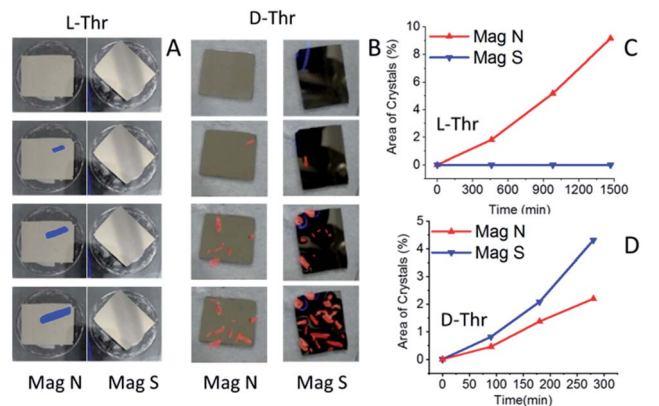 L-Thr
D-Thr
A
B
Mag N
Mag S
Mag N
Mag S
C
Area of Crystals (%)
10
8
6
4
2
0
Mag N
Mag S
L-Thr
0 300 600 900 1200 1500
Time (min)
D
Area of Crystals (%)
5
4
3
2
1
0
Mag N
Mag S
D-Thr
0 50 100 150 200 250 300
Time(min)